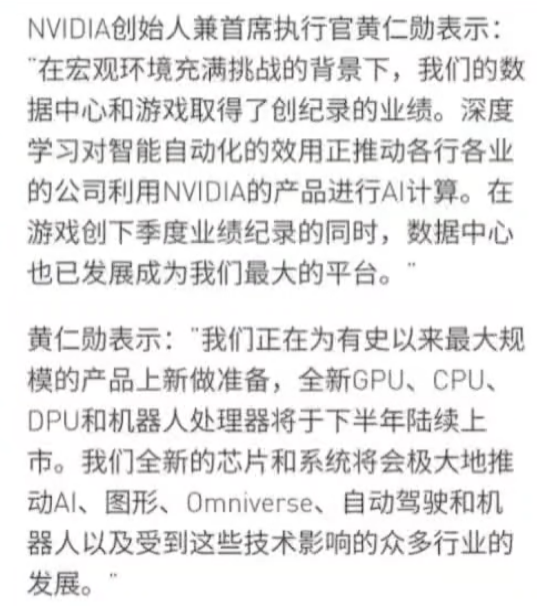 NVIDIA创始人兼首席执行官黄仁勋表示：
"在宏观环境充满挑战的背景下，我们的数
据中心和游戏取得了创纪录的业绩。深度
学习对智能自动化的效用正推动各行各业
的公司利用NVIDIA的产品进行AI计算。在
游戏创下季度业绩纪录的同时，数据中心
也已发展成为我们最大的平台。"
黄仁勋表示："我们正在为有史以来最大规
模的产品上新做准备，全新GPU、CPU、
DPU和机器人处理器将于下半年陆续上
市。我们全新的芯片和系统将会极大地推
动AI、图形、Omniverse、自动驾驶和机
器人以及受到这些技术影响的众多行业的
发展。"